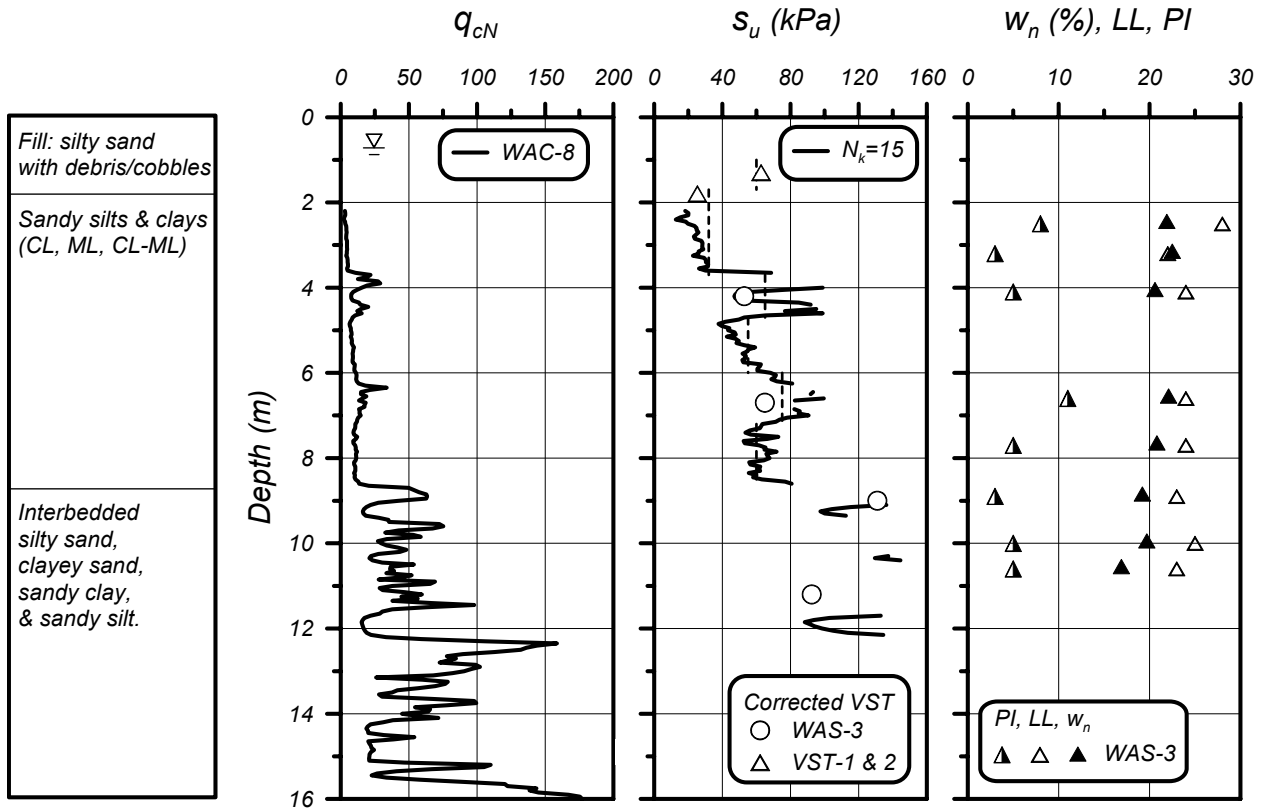 q_cN
s_u (kPa)
w_n (%), LL, PI
0 50 100 150 200
0 40 80 120 160
0 10 20 30
Fill: silty sand
with debris/cobbles
Sandy silts & clays
(CL, ML, CL-ML)
Interbedded
silty sand,
clayey sand,
sandy clay,
& sandy silt.
Depth (m)
0
2
4
6
8
10
12
14
16
WAC-8
N_k=15
Corrected VST
WAS-3
VST-1 & 2
PI, LL, w_n
WAS-3